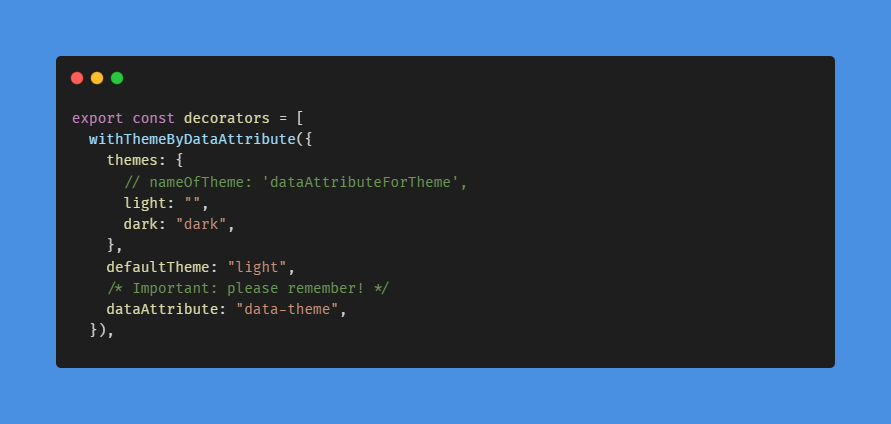 export const decorators = [
  withThemeByDataAttribute({
    themes: {
      // nameOfTheme: 'dataAttributeForTheme',
      light: "",
      dark: "dark",
    },
    defaultTheme: "light",
    /* Important: please remember! */
    dataAttribute: "data-theme",
  }),